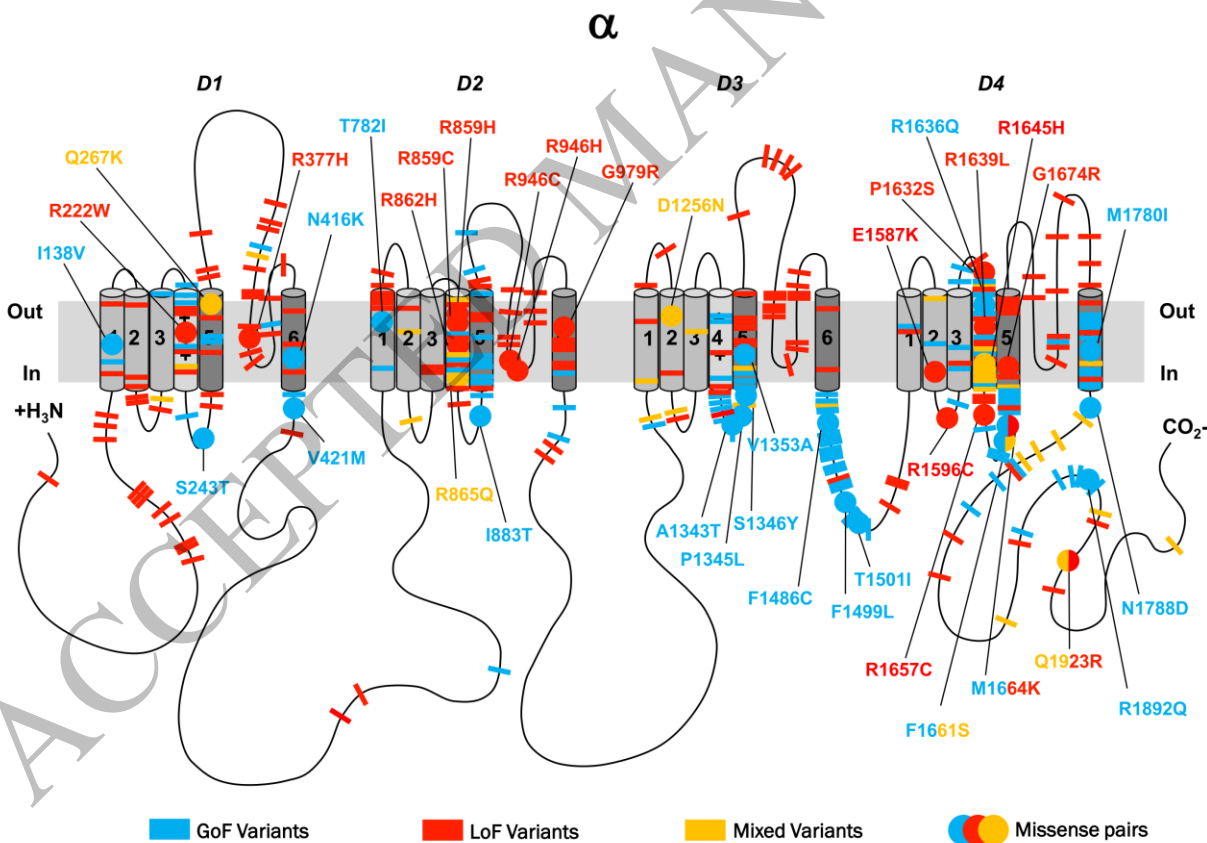 α
D1
D2
D3
D4
T782I
R859H
R1636Q
R1645H
Q267K
R377H
R859C
R946H
R1639L
R222W
R862H
R946C
G979R
P1632S
G1674R
I138V
N416K
D1256N
E1587K
M1780I
Out
Out
1
2
3
+
5
6
1
2
3
5
1
2
3
4
+
5
6
1
2
3
5
In
In
+H₃N
CO₂-
S243T
V421M
R865Q
I883T
V1353A
A1343T
S1346Y
P1345L
F1486C
T1501I
F1499L
R1596C
R1657C
M1664K
F1661S
Q1923R
N1788D
R1892Q
GoF Variants
LoF Variants
Mixed Variants
Missense pairs
ACCEPTED MAN